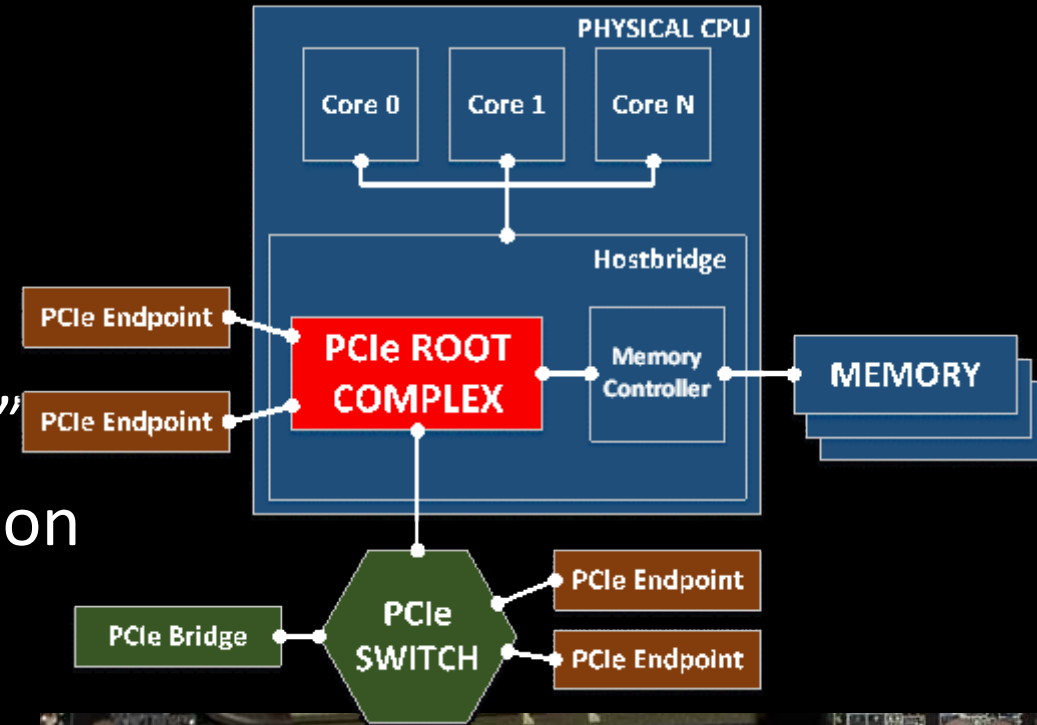 PHYSICAL CPU
Core 0
Core 1
Core N
Hostbridge
PCIe Endpoint
PCIe ROOT
COMPLEX
Memory
Controller
MEMORY
”
PCIe Endpoint
on
PCIe Endpoint
PCIe Bridge
PCIe
SWITCH
PCIe Endpoint